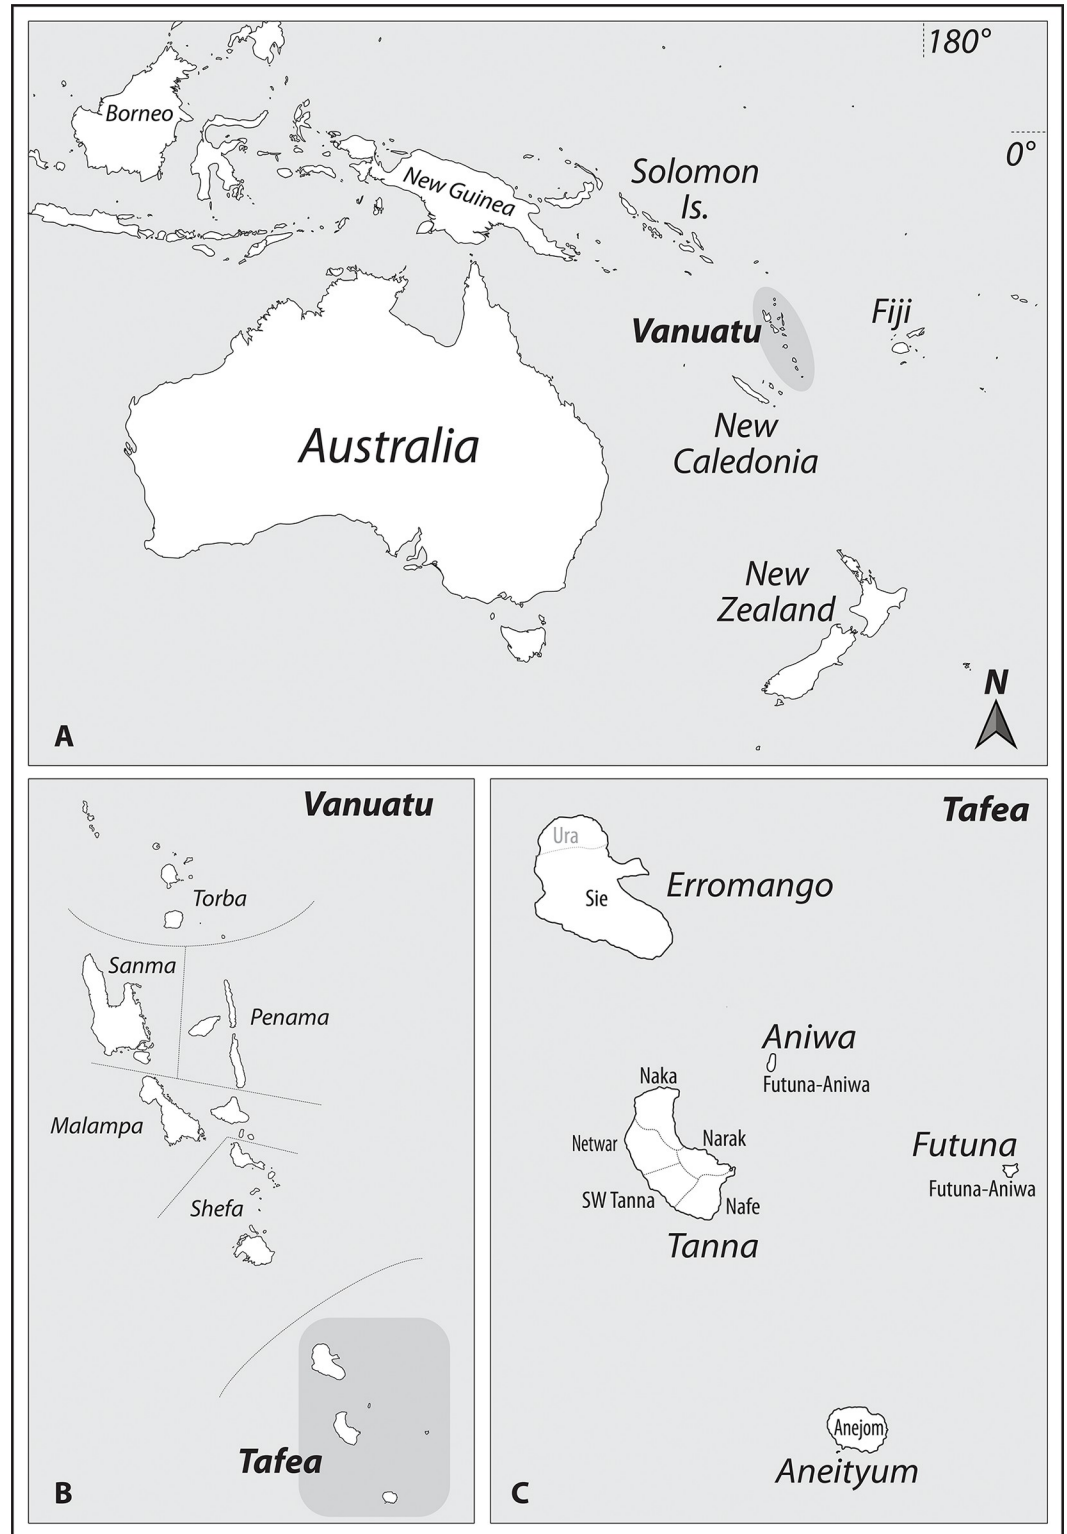 180°
0°
Borneo
New Guinea
Solomon
Is.
Vanuatu
Fiji
Australia
New
Caledonia
New
Zealand
N
A
Vanuatu
Torba
Sanma
Penama
Malampa
Shefa
Tafea
B
Tafea
Ura
Sie
Erromango
Aniwa
Futuna-Aniwa
Naka
Netwar
Narak
SW Tanna
Nafe
Tanna
Futuna
Futuna-Aniwa
Anejom
Aneityum
C